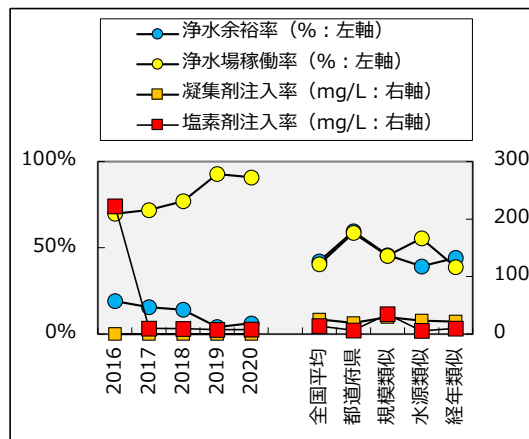 浄水余裕率（%：左軸）
浄水場稼働率（%：左軸）
凝集剤注入率（mg/L：右軸）
塩素剤注入率（mg/L：右軸）
100%
50%
0%
300
200
100
0
2016
2017
2018
2019
2020
全国平均
都道府県
規模類似
水源類似
経年類似